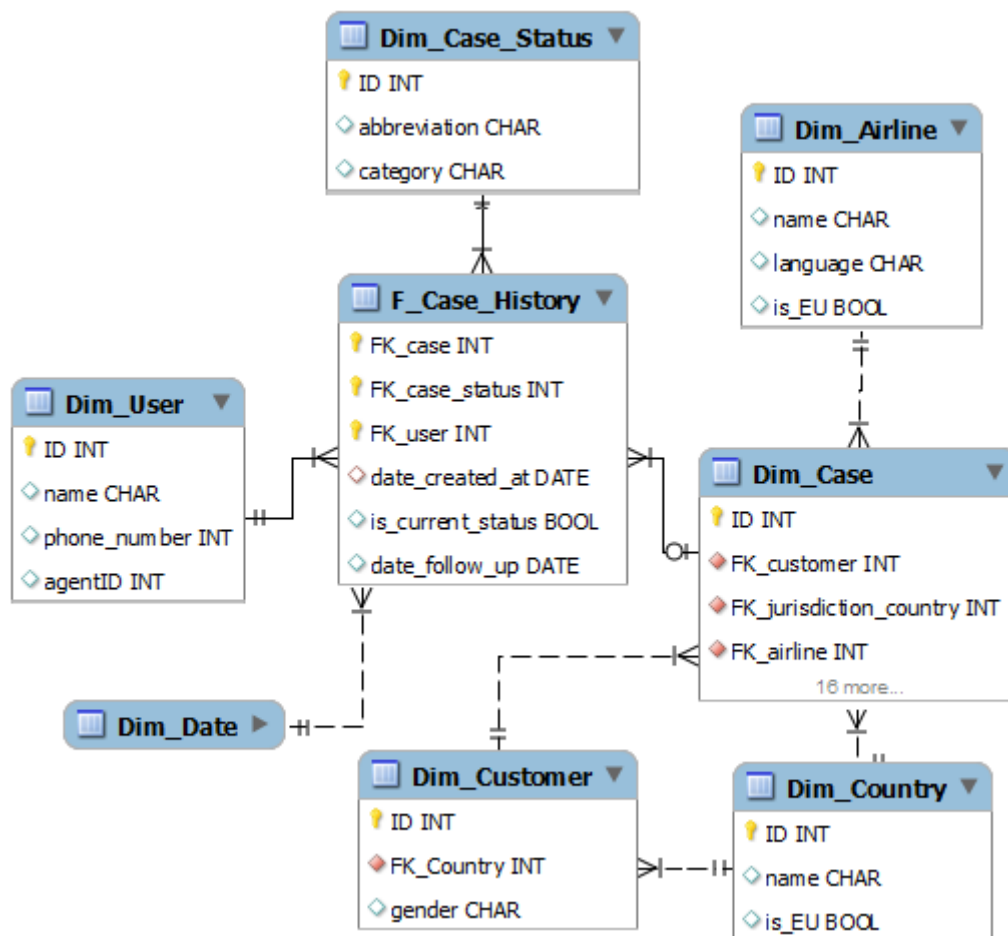 Dim_Case_Status
ID INT
abbreviation CHAR
category CHAR
Dim_Airline
ID INT
name CHAR
language CHAR
is_EU BOOL
F_Case_History
FK_case INT
FK_case_status INT
FK_user INT
date_created_at DATE
is_current_status BOOL
date_follow_up DATE
Dim_User
ID INT
name CHAR
phone_number INT
agentID INT
Dim_Case
ID INT
FK_customer INT
FK_jurisdiction_country INT
FK_airline INT
16 more...
Dim_Date
Dim_Customer
ID INT
FK_Country INT
gender CHAR
Dim_Country
ID INT
name CHAR
is_EU BOOL